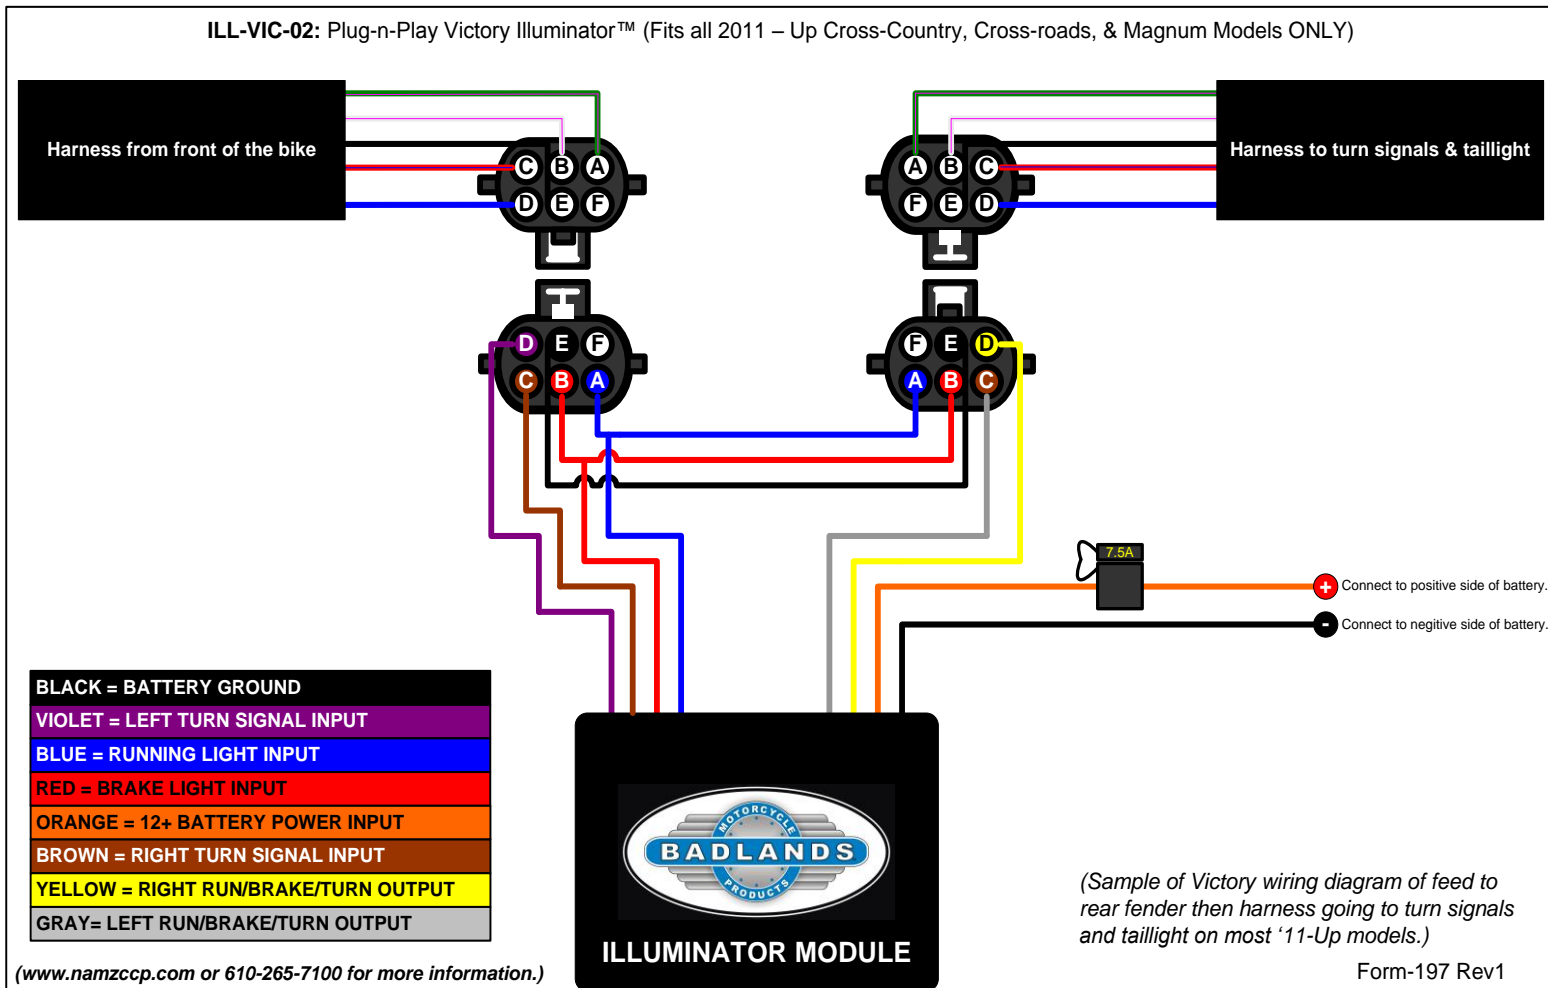 ILL-VIC-02: Plug-n-Play Victory Illuminator™ (Fits all 2011 – Up Cross-Country, Cross-roads, & Magnum Models ONLY)
Harness from front of the bike
C B A
D E F
A B C
F E D
Harness to turn signals & taillight
D E F
C B A
F E D
A B C
7.5A
+ Connect to positive side of battery.
- Connect to negitive side of battery.
BLACK = BATTERY GROUND
VIOLET = LEFT TURN SIGNAL INPUT
BLUE = RUNNING LIGHT INPUT
RED = BRAKE LIGHT INPUT
ORANGE = 12+ BATTERY POWER INPUT
BROWN = RIGHT TURN SIGNAL INPUT
YELLOW = RIGHT RUN/BRAKE/TURN OUTPUT
GRAY= LEFT RUN/BRAKE/TURN OUTPUT
(www.namzccp.com or 610-265-7100 for more information.)
MOTORCYCLE
BADLANDS
PRODUCTS
ILLUMINATOR MODULE
(Sample of Victory wiring diagram of feed to
rear fender then harness going to turn signals
and taillight on most ‘11-Up models.)
Form-197 Rev1